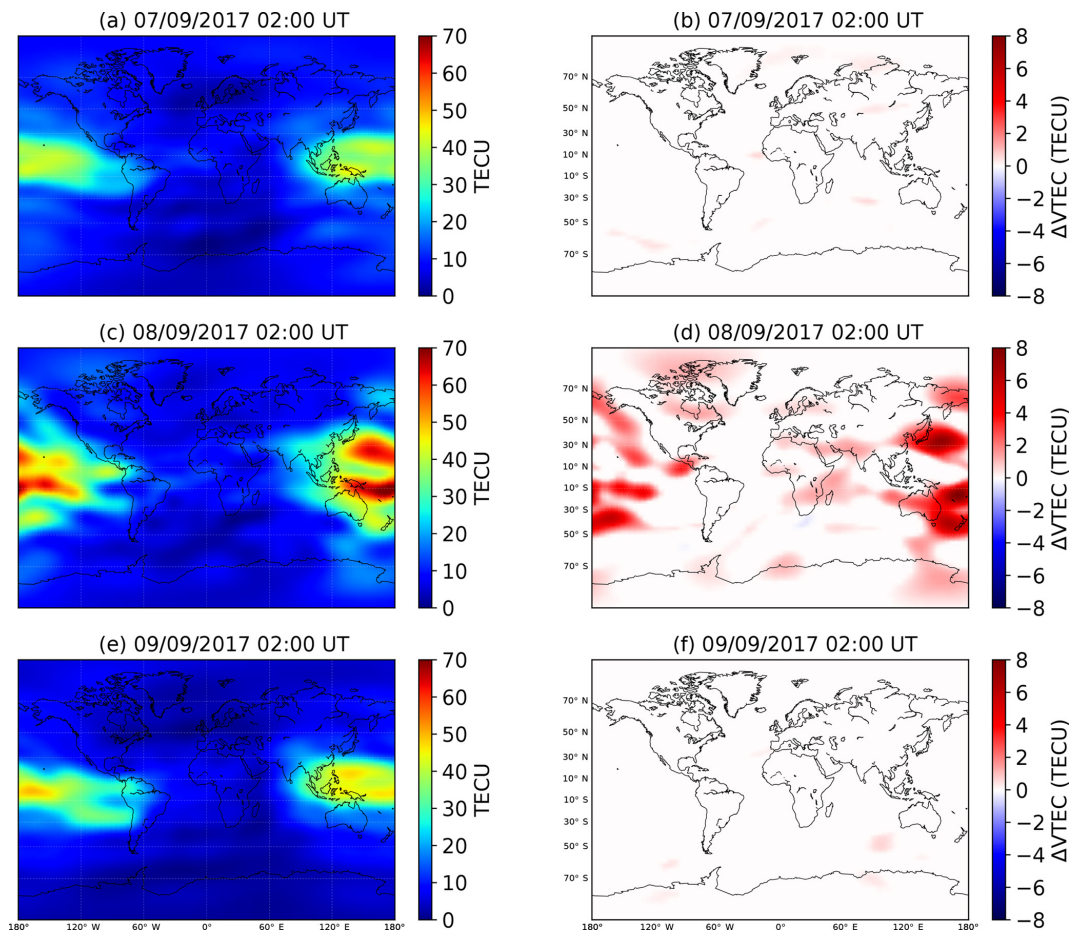 (a) 07/09/2017 02:00 UT
70
60
50
40
30
20
10
0
TECU
(b) 07/09/2017 02:00 UT
70° N
50° N
30° N
10° N
10° S
30° S
50° S
70° S
8
6
4
2
0
−2
−4
−6
−8
ΔVTEC (TECU)
(c) 08/09/2017 02:00 UT
70
60
50
40
30
20
10
0
TECU
(d) 08/09/2017 02:00 UT
70° N
50° N
30° N
10° N
10° S
30° S
50° S
70° S
8
6
4
2
0
−2
−4
−6
−8
ΔVTEC (TECU)
(e) 09/09/2017 02:00 UT
70
60
50
40
30
20
10
0
TECU
180° 120° W 60° W 0° 60° E 120° E 180°
(f) 09/09/2017 02:00 UT
70° N
50° N
30° N
10° N
10° S
30° S
50° S
70° S
8
6
4
2
0
−2
−4
−6
−8
ΔVTEC (TECU)
180° 120° W 60° W 0° 60° E 120° E 180°